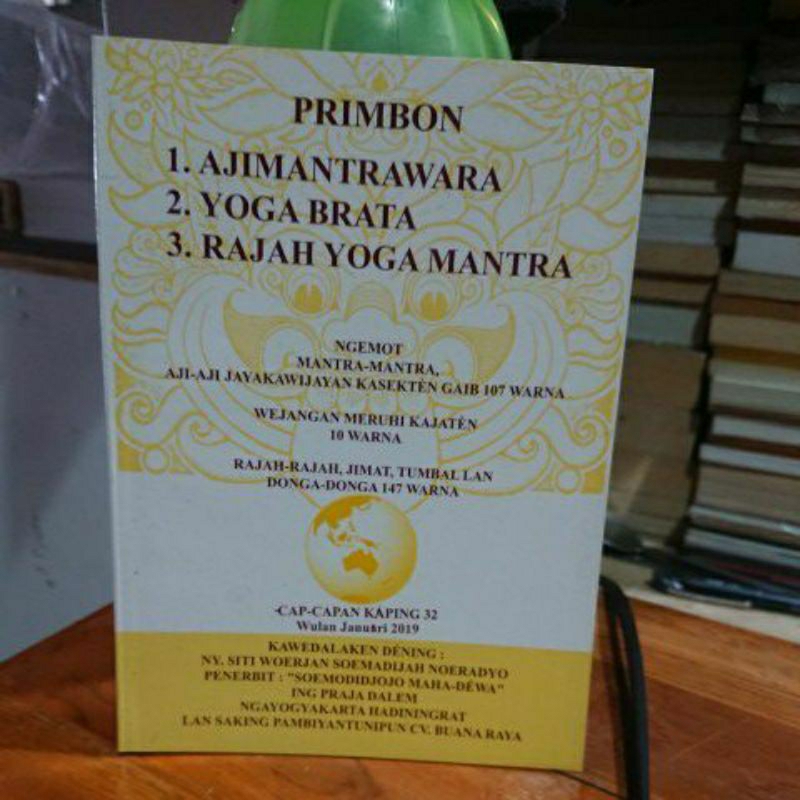 PRIMBON
1. AJIMANTRAWARA
2. YOGA BRATA
3. RAJAH YOGA MANTRA
NGEMOT
MANTRA-MANTRA,
AJI-AJI JAYAKAWIJAYAN KASEKTÈN GAIB 107 WARNA
WEJANGAN MERUHI KAJATÈN
10 WARNA
RAJAH-RAJAH, JIMAT, TUMBAL LAN
DONGA-DONGA 147 WARNA
CAP-CAPAN KAPING 32
Wulan Januari 2019
KAWEDALAKEN DÉNING :
NY. SITI WOERJAN SOEMADIJAH NOERADYO
PENERBIT : "SOEMODIDJOJO MAHA-DÉWA"
ING PRAJA DALEM
NGAYOGYAKARTA HADININGRAT
LAN SAKING PAMBIYANTUNIPUN CV. BUANA RAYA